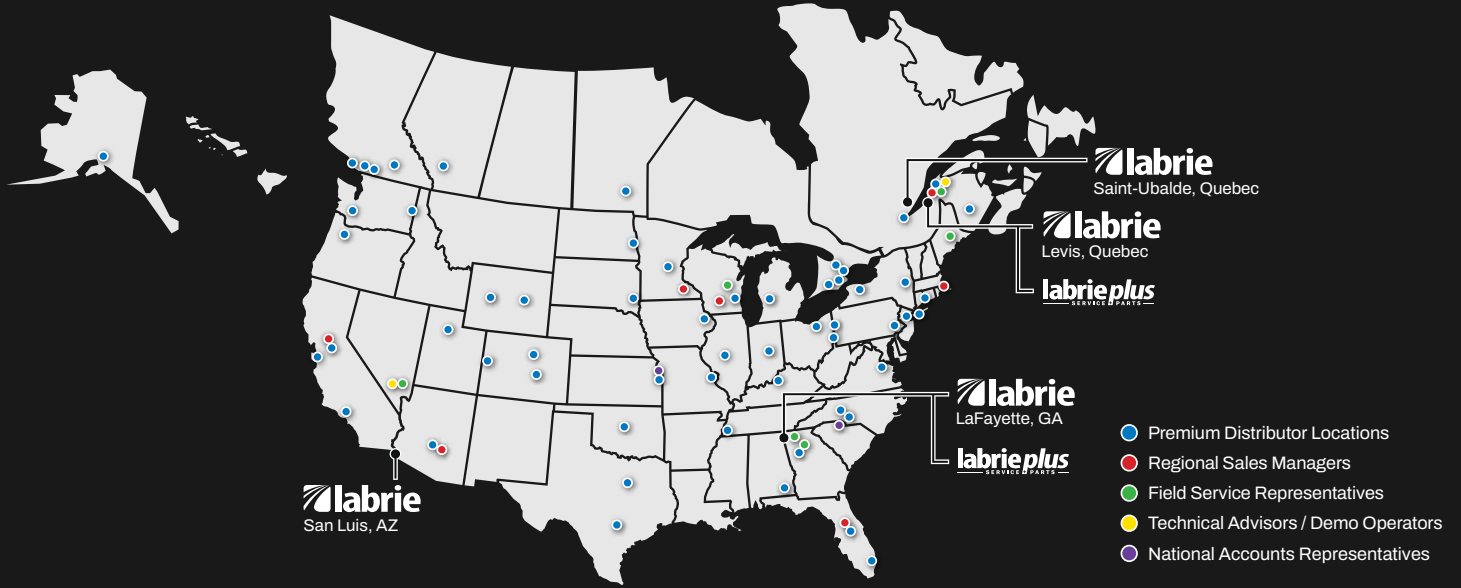 labrie
Saint-Ubalde, Quebec
labrie
Levis, Quebec
labrieplus
SERVICE PARTS
labrie
LaFayette, GA
labrieplus
SERVICE PARTS
labrie
San Luis, AZ
Premium Distributor Locations
Regional Sales Managers
Field Service Representatives
Technical Advisors / Demo Operators
National Accounts Representatives